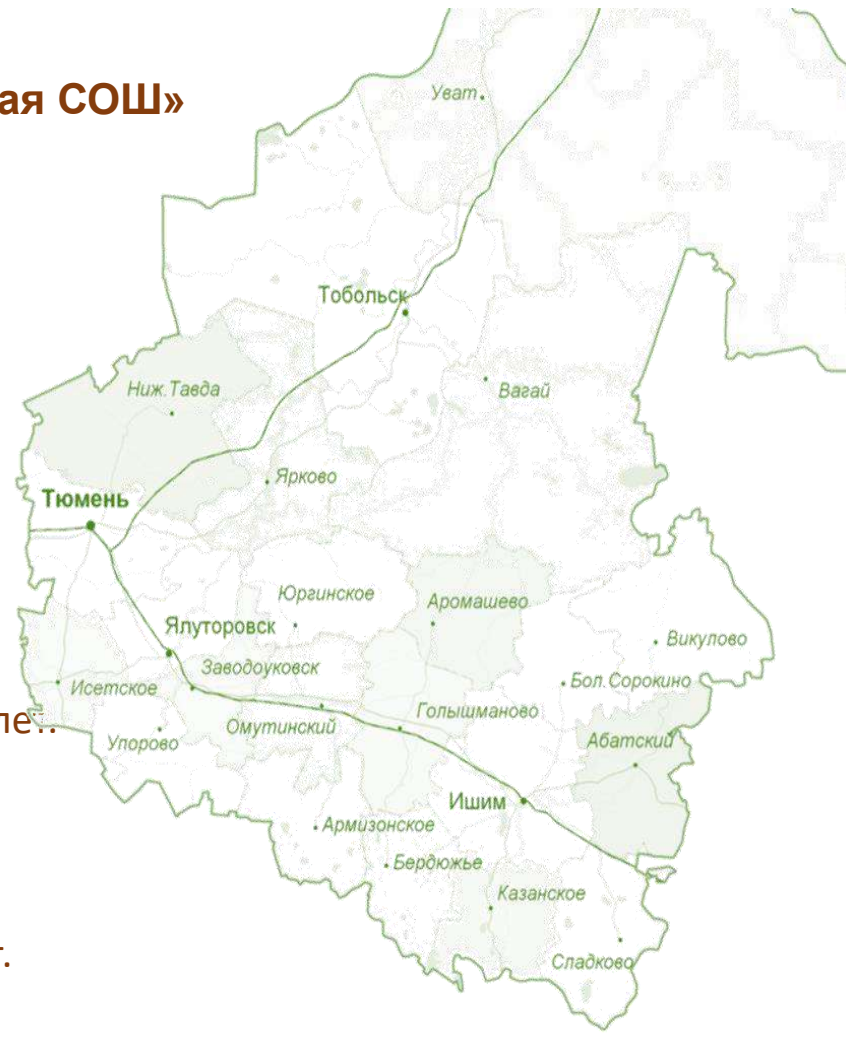 ая СОШ»
Уват
Тобольск
Ниж.Тавда
Вагай
Ярково
Тюмень
Юргинское
Аромашево
Ялуторовск
Викулово
Заводоуковск
Бол.Сорокино
Исетское
Голышманово
лет.
Омутинский
Упорово
Абатский
Ишим
Армизонское
Бердюжье
Казанское
г.
Сладково